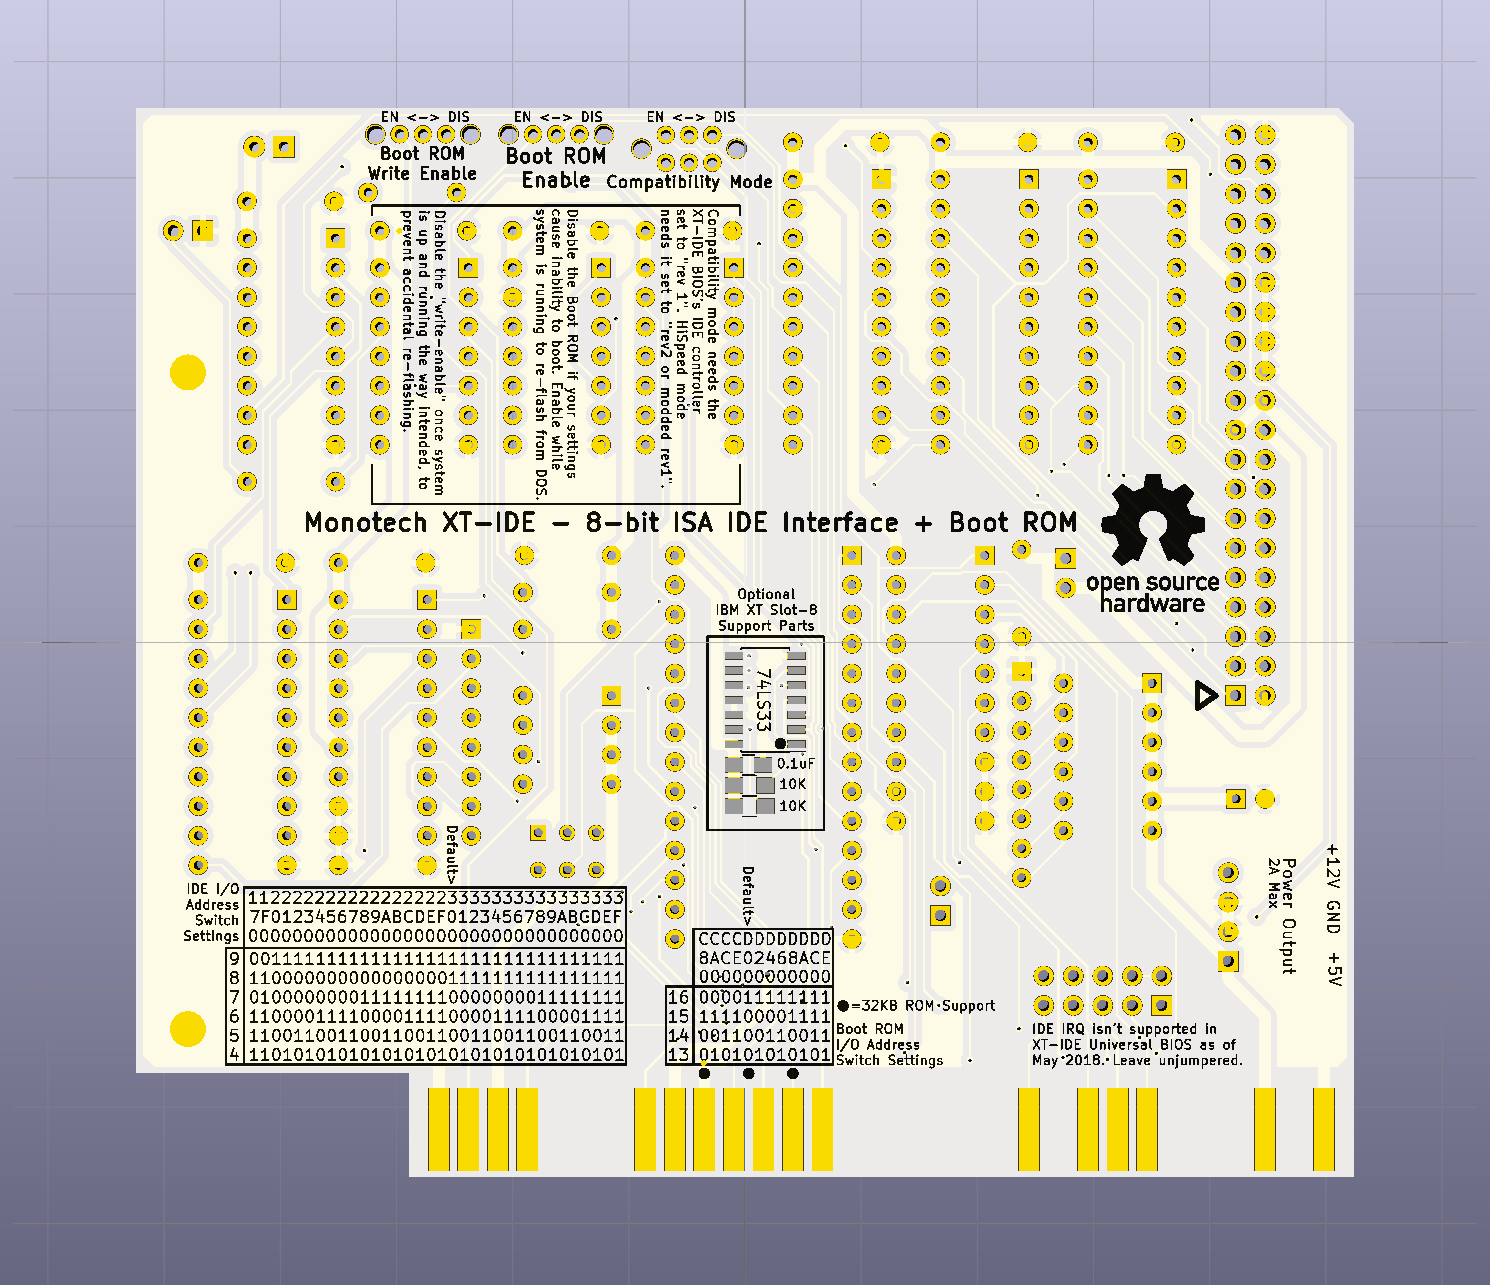 EN <-> DIS
EN <-> DIS
EN <-> DIS
Boot ROM
Write Enable
Boot ROM
Enable
Compatibility Mode
Disable the "write-enable" once system
is up and running the way intended, to
prevent accidental re-flashing.
Disable the Boot ROM if your settings
cause inability to boot. Enable while
system is running to re-flash from DOS.
Compatibility mode needs the
XT-IDE BIOS's IDE controller
set to "rev 1". HiSpeed mode
needs it set to "rev2 or modded rev1".
Monotech XT-IDE - 8-bit ISA IDE Interface + Boot ROM
open source
hardware
Optional
IBM XT Slot-8
Support Parts
74LS33
0.1uF
10K
10K
Default>
IDE I/O
Address
Switch
Settings
1122222222222222223333333333333333
7F0123456789ABCDEF0123456789ABCDEF
0000000000000000000000000000000000
9 0011111111111111111111111111111111
8 1100000000000000001111111111111111
7 0100000000111111110000000011111111
6 1100001111000011110000111100001111
5 1100110011001100110011001100110011
4 1101010101010101010101010101010101
Default>
CCCCDDDDDDDD
8ACE02468ACE
000000000000
16 000011111111
15 111100001111
14 001100110011
13 010101010101
●=32KB ROM Support
Boot ROM
I/O Address
Switch Settings
IDE IRQ isn't supported in
XT-IDE Universal BIOS as of
May 2018. Leave unjumpered.
+12V GND +5V
Power Output
2A Max